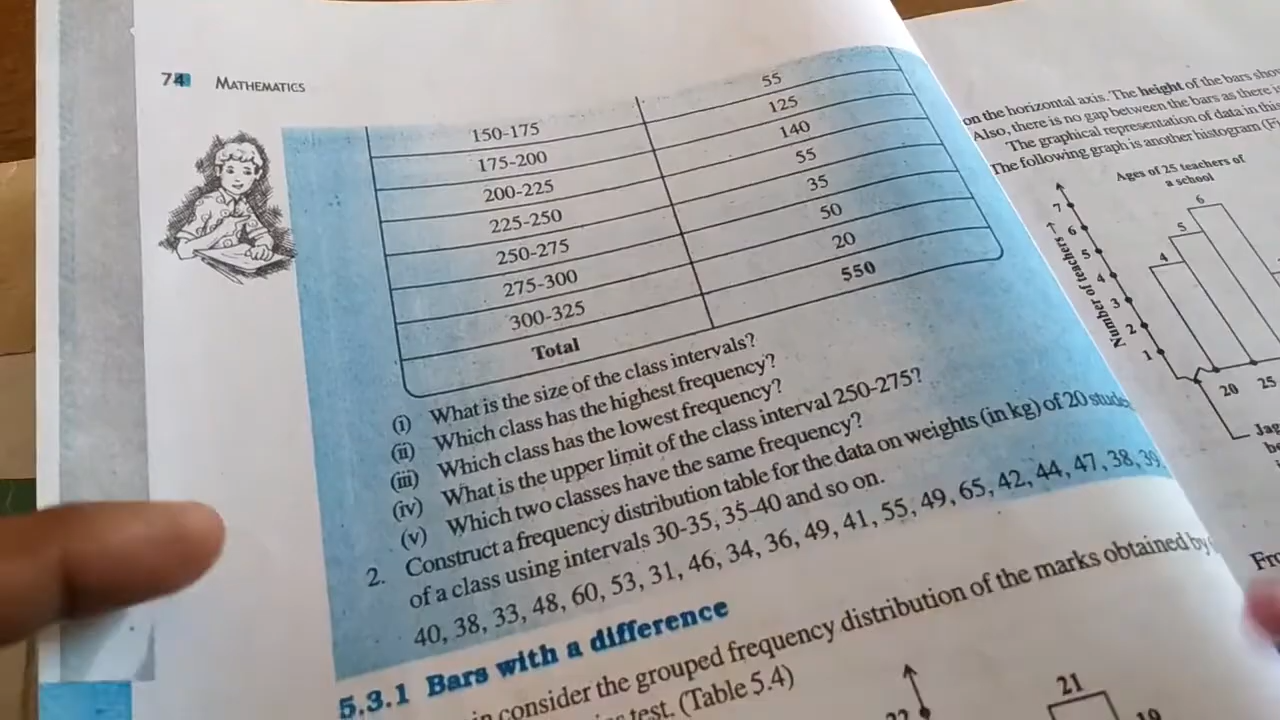 74 MATHEMATICS
150-175 55
175-200 125
200-225 140
225-250 55
250-275 35
275-300 50
300-325 20
Total 550
(i) What is the size of the class intervals?
(ii) Which class has the highest frequency?
(iii) Which class has the lowest frequency?
(iv) What is the upper limit of the class interval 250-275?
(v) Which two classes have the same frequency?
2. Construct a frequency distribution table for the data on weights (in kg) of 20
of a class using intervals 30-35, 35-40 and so on.
40, 38, 33, 48, 60, 53, 31, 46, 34, 36, 49, 41, 55, 49, 65, 42, 44, 47, 38, 39
5.3.1 Bars with a difference
consider the grouped frequency distribution of the marks obtained by
test. (Table 5.4)
21
on the horizontal axis. The height of the bars
Also, there is no gap between the bars as there
The graphical representation of data in
The following graph is another histogram
Ages of 25 teachers of
a school
Number of teachers
7
6
5
4
3
2
1
4
5
6
20 25